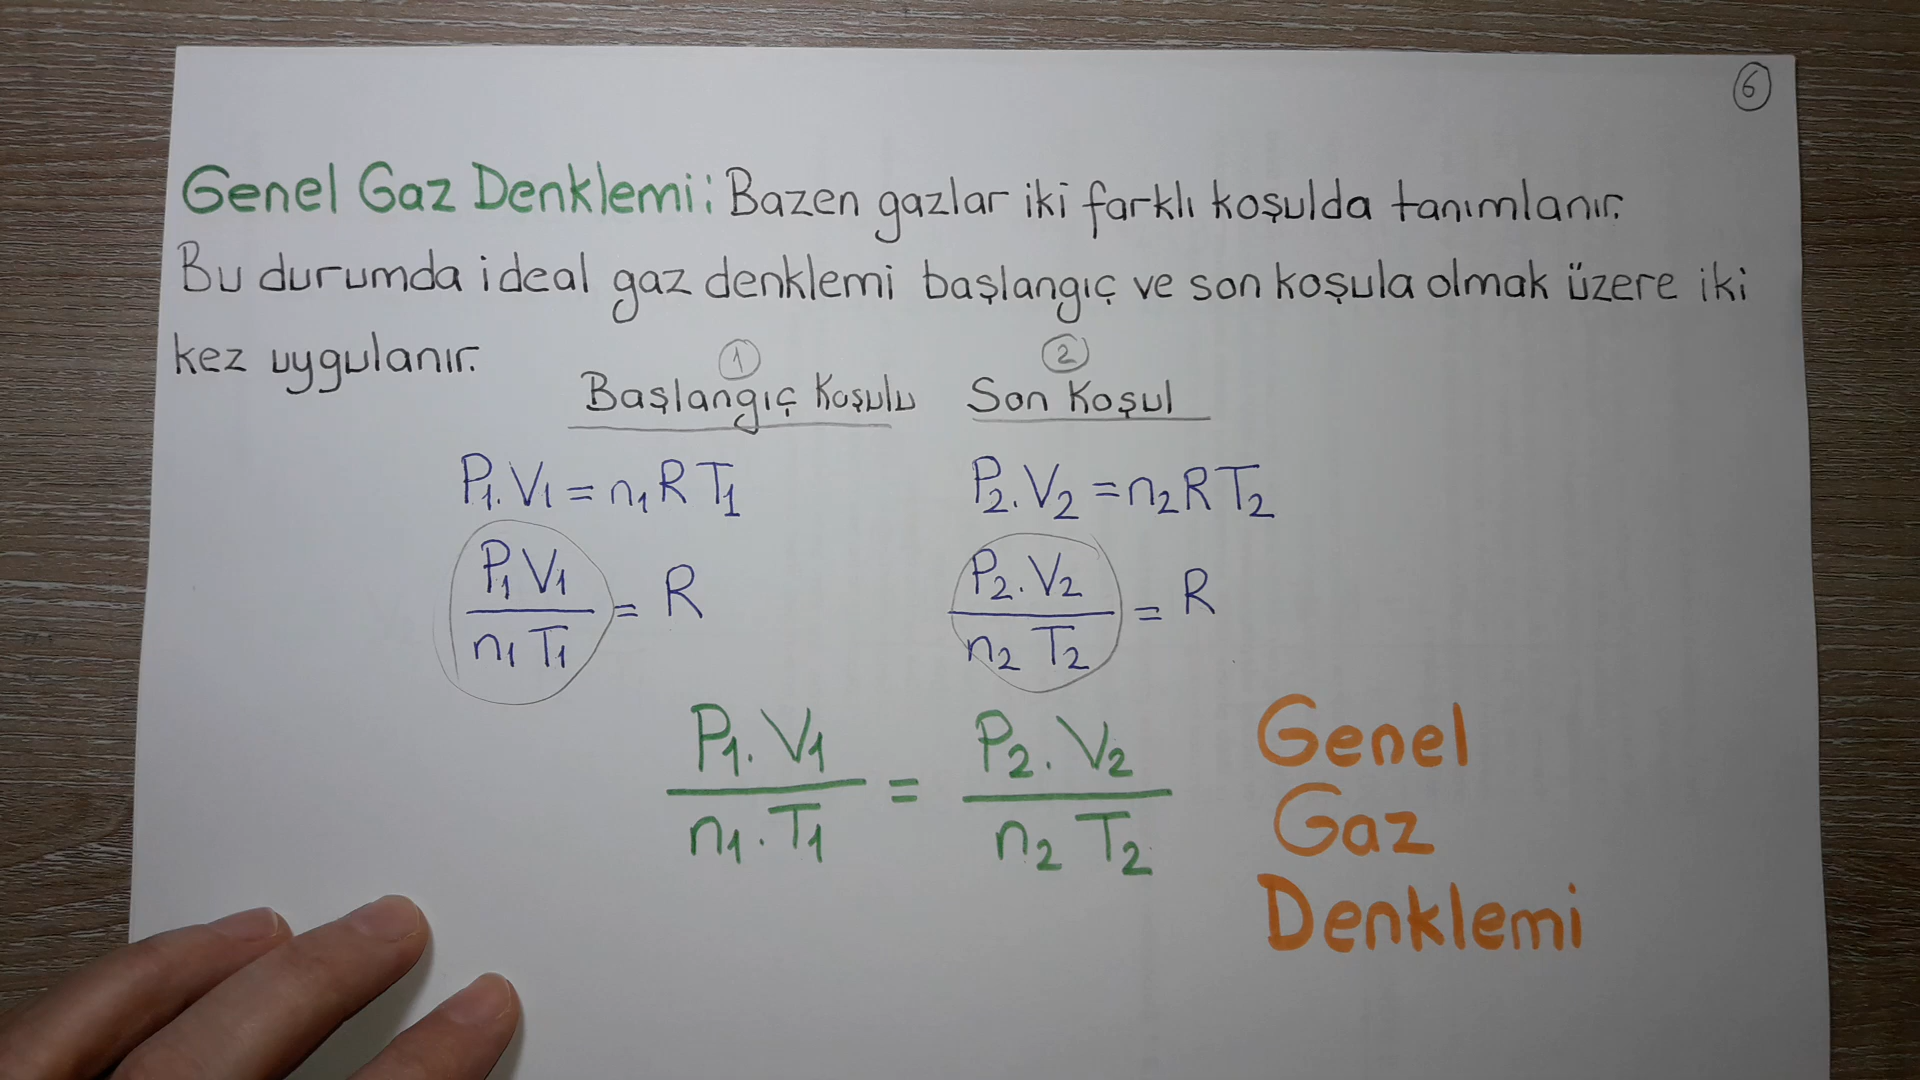 6
Genel Gaz Denklemi: Bazen gazlar iki farklı koşulda tanımlanır.
Bu durumda ideal gaz denklemi başlangıç ve son koşula olmak üzere iki
kez uygulanır.
1 2
Başlangıç Koşulu Son Koşul
P₁.V₁ = n₁RT₁ P₂.V₂ = n₂RT₂
P₁V₁ / n₁T₁ = R P₂.V₂ / n₂T₂ = R
P₁.V₁ / n₁.T₁ = P₂.V₂ / n₂T₂
Genel
Gaz
Denklemi